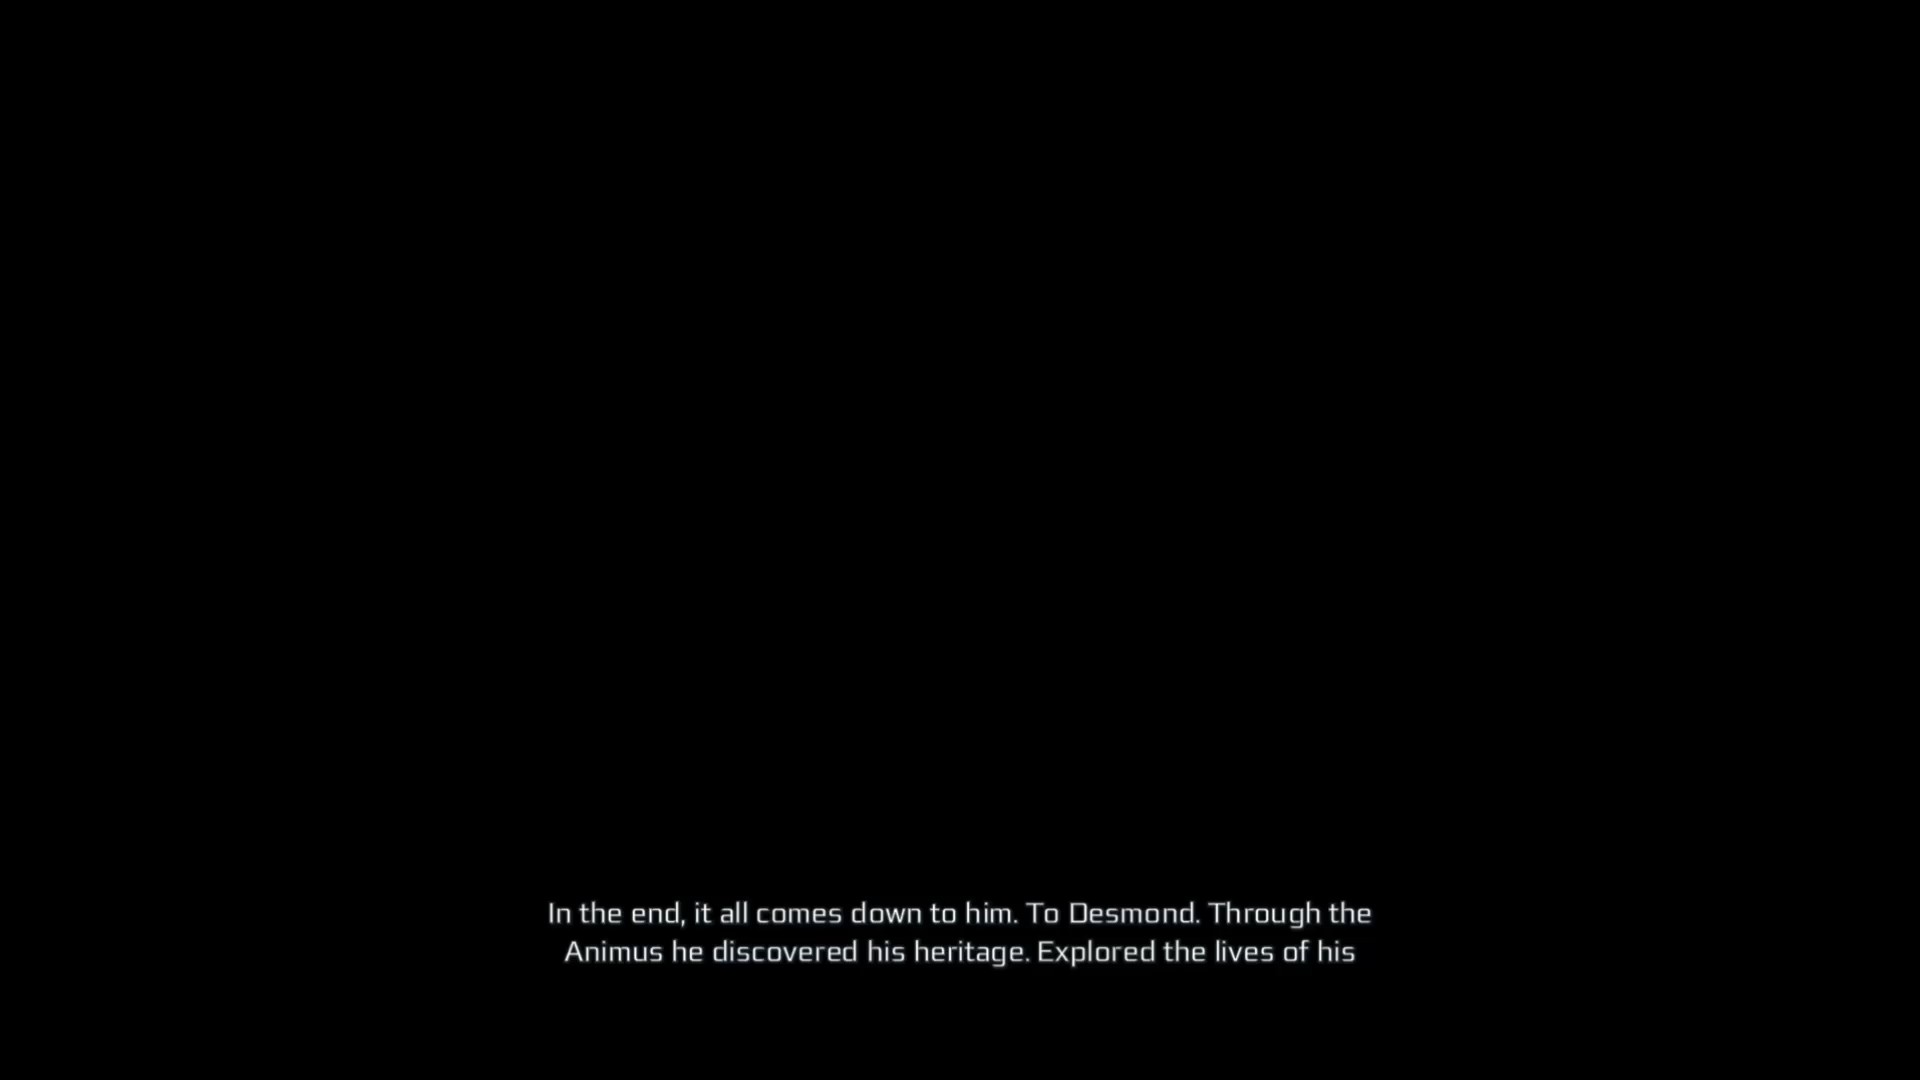 In the end, it all comes down to him. To Desmond. Through the
Animus he discovered his heritage. Explored the lives of his